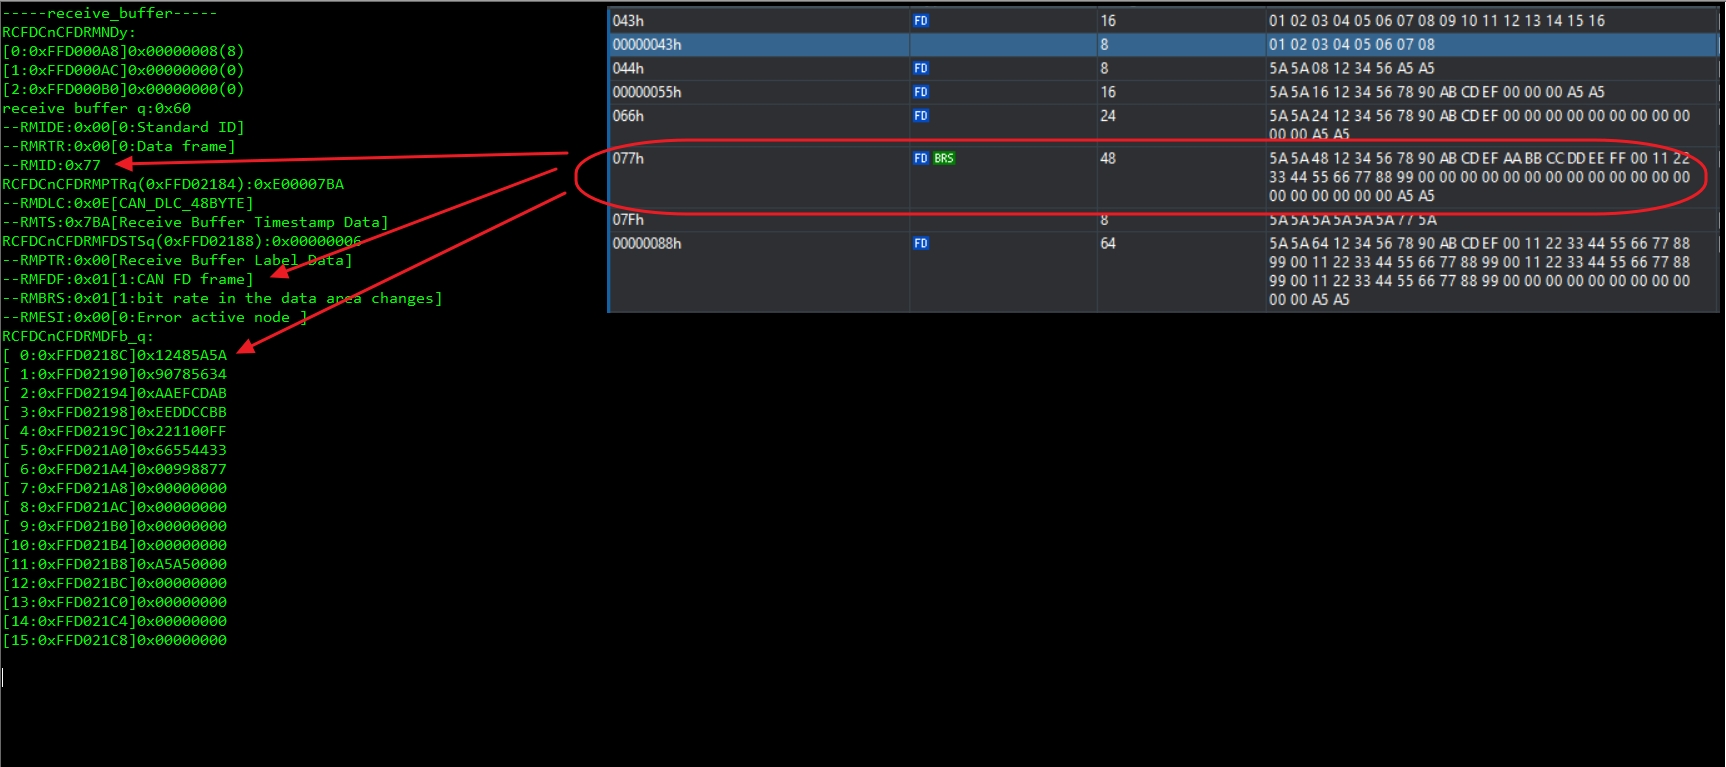 -----receive_buffer-----
RCFDCnCFDRMNDy:
[0:0xFFD000A8]0x00000008(8)
[1:0xFFD000AC]0x00000000(0)
[2:0xFFD000B0]0x00000000(0)
receive buffer q:0x60
--RMIDE:0x00[0:Standard ID]
--RMRTR:0x00[0:Data frame]
--RMID:0x77
RCFDCnCFDRMPTRq(0xFFD02184):0xE00007BA
--RMDLC:0x0E[CAN_DLC_48BYTE]
--RMTS:0x7BA[Receive Buffer Timestamp Data]
RCFDCnCFDRMFDSTSq(0xFFD02188):0x00000006
--RMPTR:0x00[Receive Buffer Label Data]
--RMFDF:0x01[1:CAN FD frame]
--RMBRS:0x01[1:bit rate in the data area changes]
--RMESI:0x00[0:Error active node ]
RCFDCnCFDRMDFb_q:
[ 0:0xFFD0218C]0x12485A5A
[ 1:0xFFD02190]0x90785634
[ 2:0xFFD02194]0xAAEFCDAB
[ 3:0xFFD02198]0xEEDDCCBB
[ 4:0xFFD0219C]0x221100FF
[ 5:0xFFD021A0]0x66554433
[ 6:0xFFD021A4]0x00998877
[ 7:0xFFD021A8]0x00000000
[ 8:0xFFD021AC]0x00000000
[ 9:0xFFD021B0]0x00000000
[10:0xFFD021B4]0x00000000
[11:0xFFD021B8]0xA5A50000
[12:0xFFD021BC]0x00000000
[13:0xFFD021C0]0x00000000
[14:0xFFD021C4]0x00000000
[15:0xFFD021C8]0x00000000
043h FD 16 01 02 03 04 05 06 07 08 09 10 11 12 13 14 15 16
00000043h 8 01 02 03 04 05 06 07 08
044h FD 8 5A 5A 08 12 34 56 A5 A5
00000055h FD 16 5A 5A 16 12 34 56 78 90 AB CD EF 00 00 00 A5 A5
066h FD 24 5A 5A 24 12 34 56 78 90 AB CD EF 00 00 00 00 00 00 00 00 00
00 00 A5 A5
077h FD BRS 48 5A 5A 48 12 34 56 78 90 AB CD EF AA BB CC DD EE FF 00 11 22
33 44 55 66 77 88 99 00 00 00 00 00 00 00 00 00 00 00 00 00 00
00 00 00 00 00 00 A5 A5
07Fh 8 5A 5A 5A 5A 5A 5A 77 5A
00000088h FD 64 5A 5A 64 12 34 56 78 90 AB CD EF 00 11 22 33 44 55 66 77 88
99 00 11 22 33 44 55 66 77 88 99 00 11 22 33 44 55 66 77 88
99 00 11 22 33 44 55 66 77 88 99 00 00 00 00 00 00 00 00 00
00 00 A5 A5